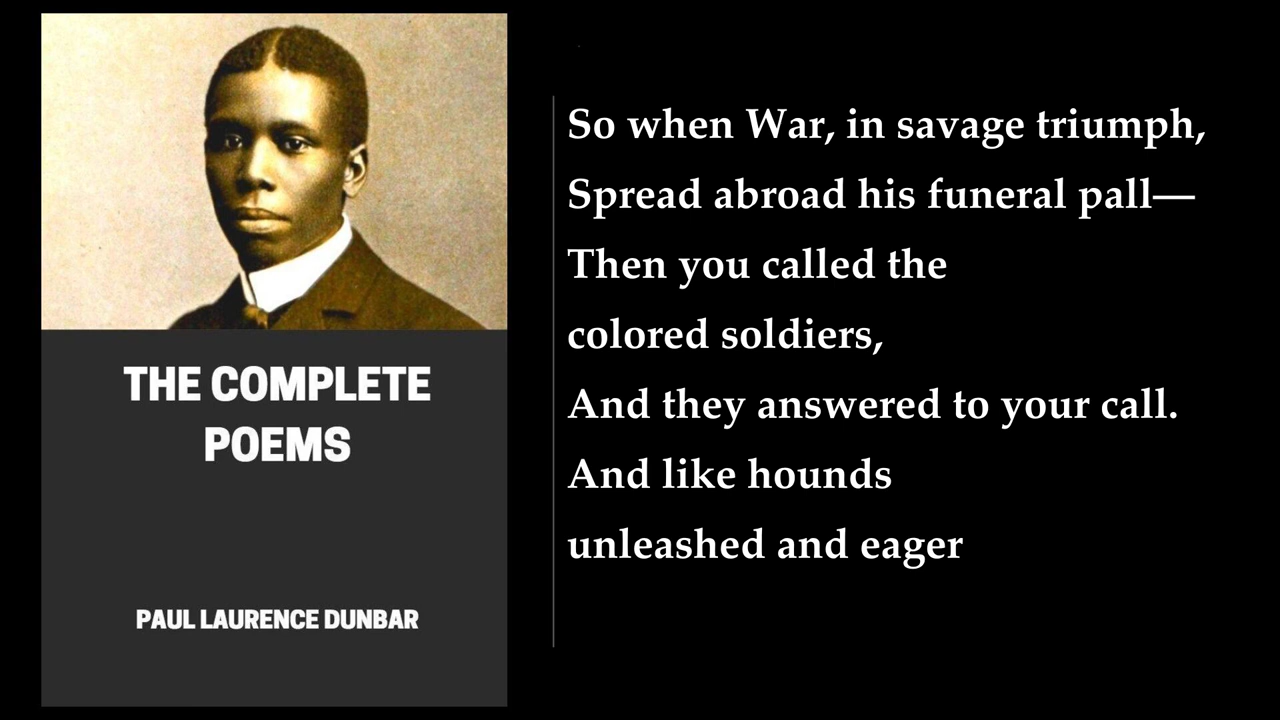 THE COMPLETE
POEMS
PAUL LAURENCE DUNBAR
So when War, in savage triumph,
Spread abroad his funeral pall—
Then you called the
colored soldiers,
And they answered to your call.
And like hounds
unleashed and eager